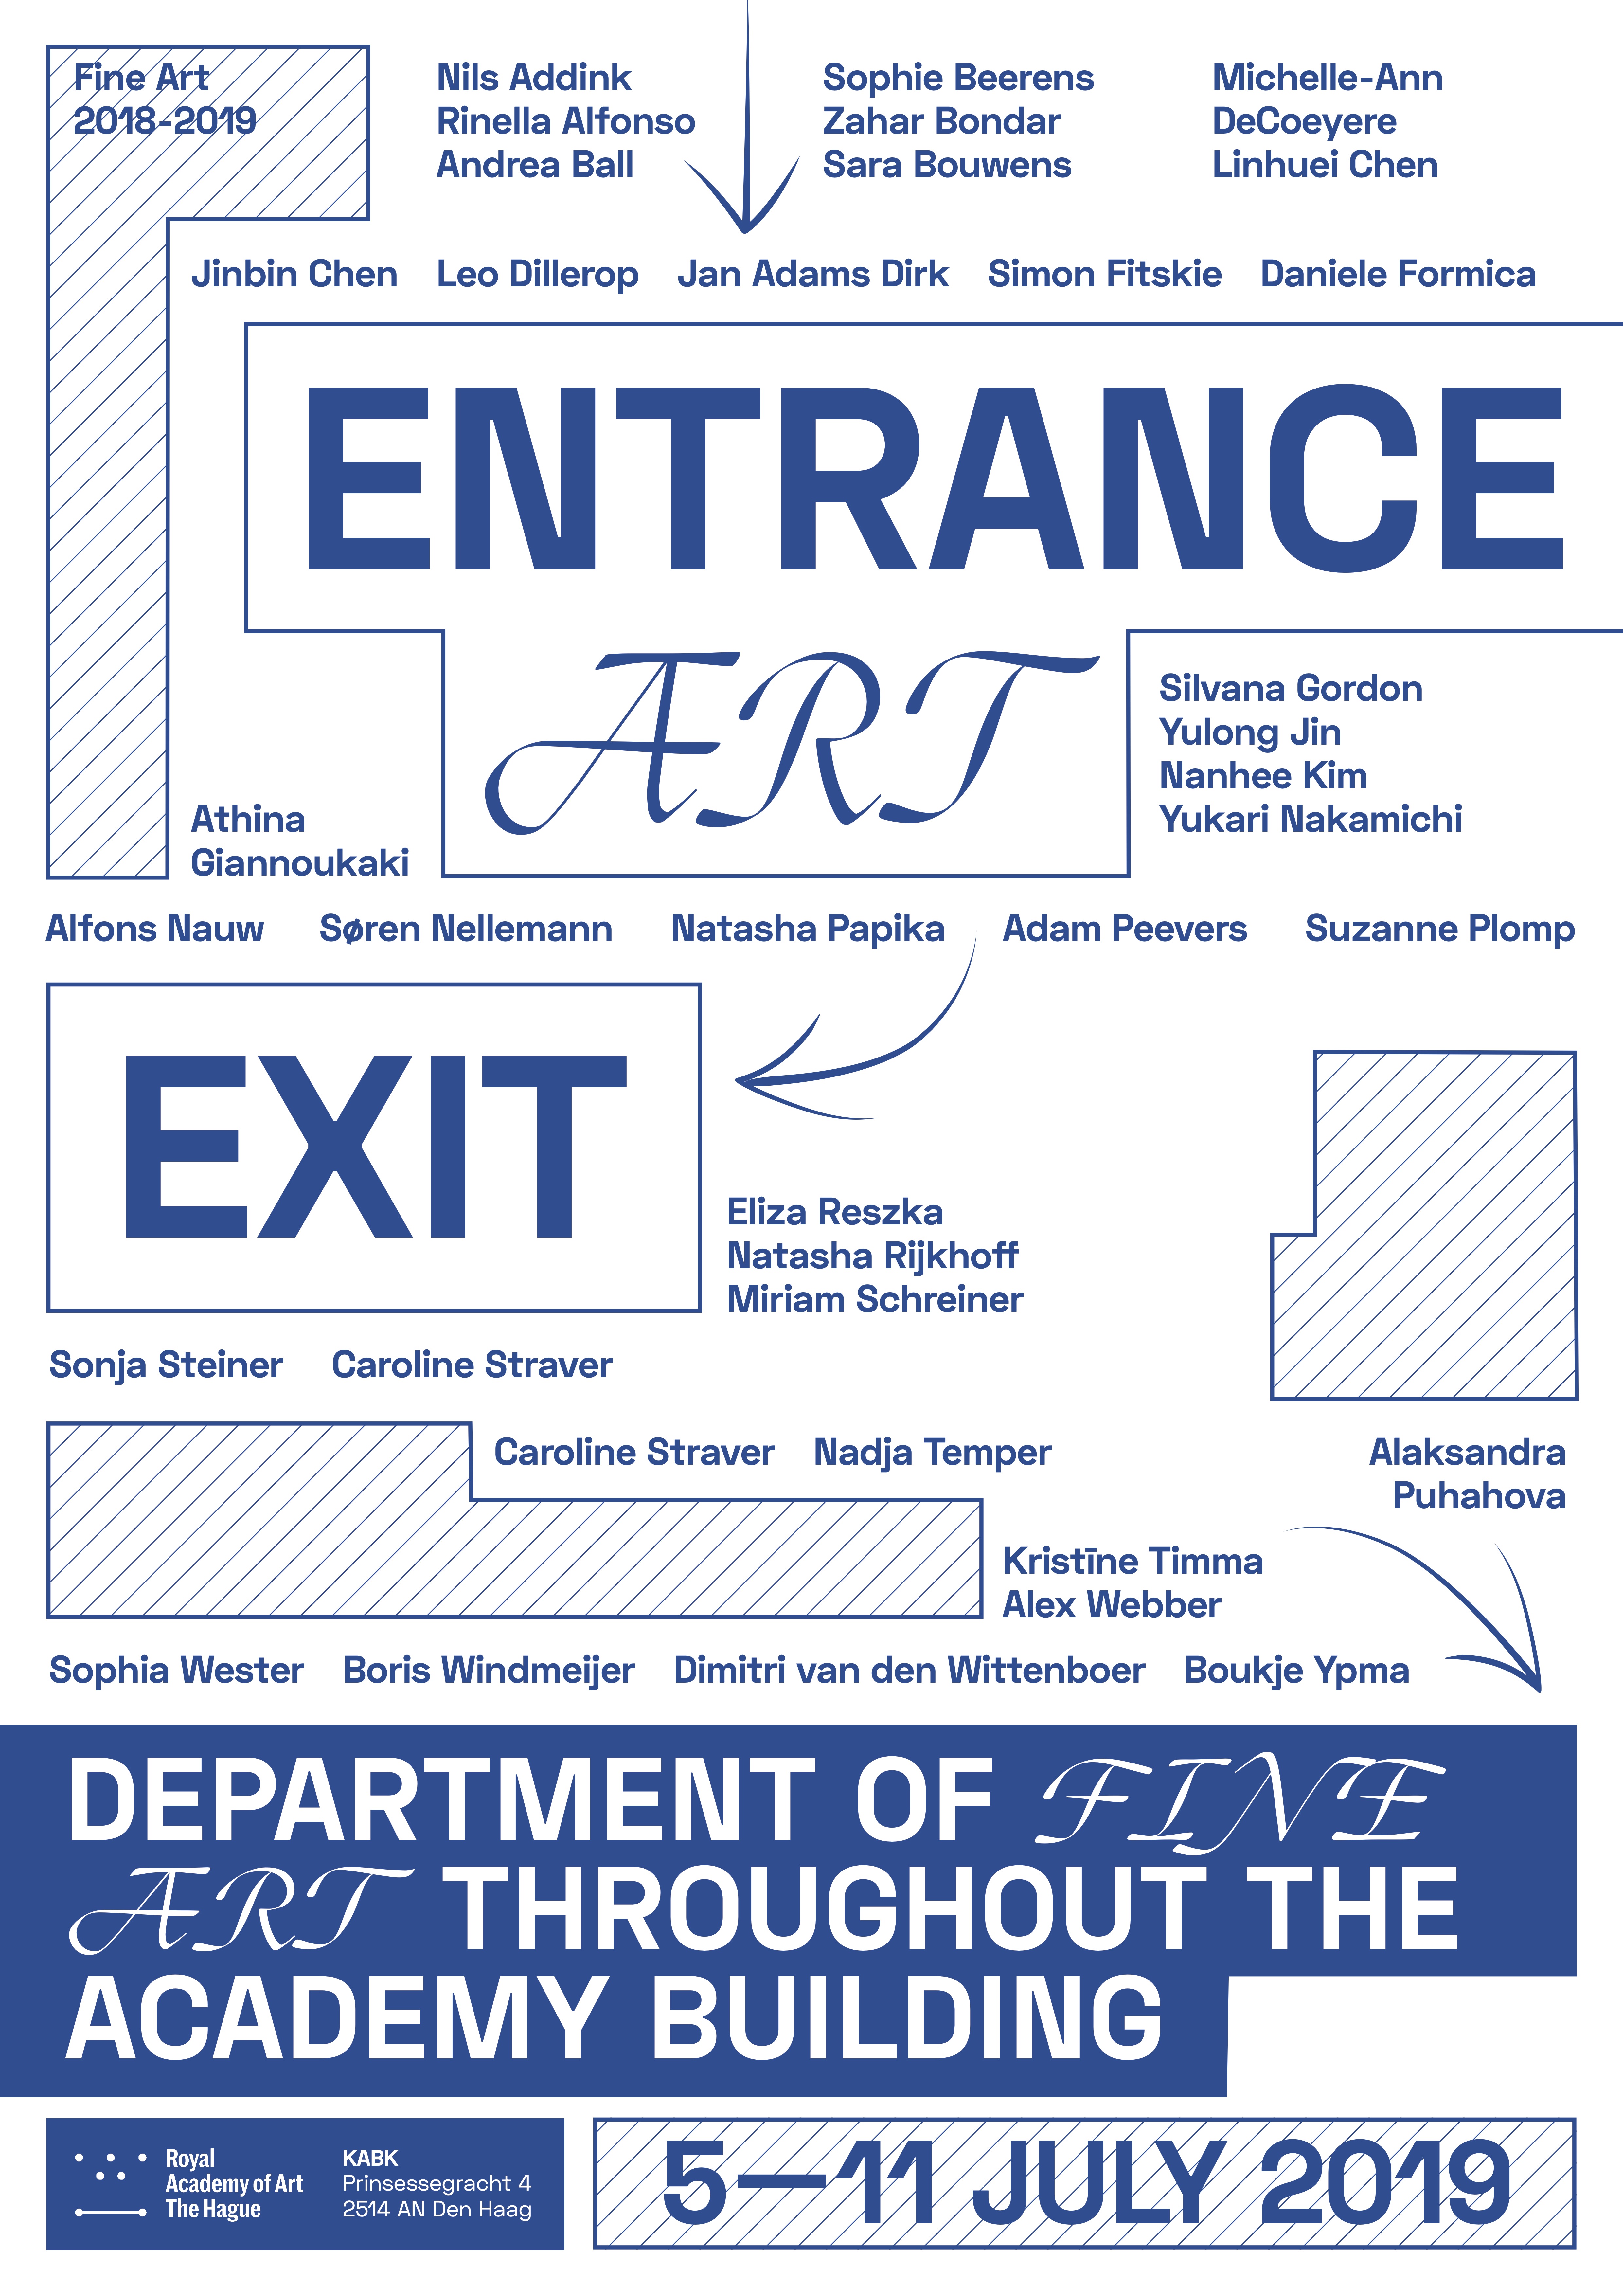 Fine Art
2018-2019
Nils Addink
Rinella Alfonso
Andrea Ball
Sophie Beerens
Zahar Bondar
Sara Bouwens
Michelle-Ann
DeCoeyere
Linhuei Chen
Jinbin Chen Leo Dillerop Jan Adams Dirk Simon Fitskie Daniele Formica
ENTRANCE
ART
Athina
Giannoukaki
Silvana Gordon
Yulong Jin
Nanhee Kim
Yukari Nakamichi
Alfons Nauw Søren Nellemann Natasha Papika Adam Peevers Suzanne Plomp
EXIT
Eliza Reszka
Natasha Rijkhoff
Miriam Schreiner
Sonja Steiner Caroline Straver
Caroline Straver Nadja Temper
Alaksandra
Puhahova
Kristīne Timma
Alex Webber
Sophia Wester Boris Windmeijer Dimitri van den Wittenboer Boukje Ypma
DEPARTMENT OF FINE
ART THROUGHOUT THE
ACADEMY BUILDING
Royal
Academy of Art
The Hague
KABK
Prinsessegracht 4
2514 AN Den Haag
5—11 JULY 2019